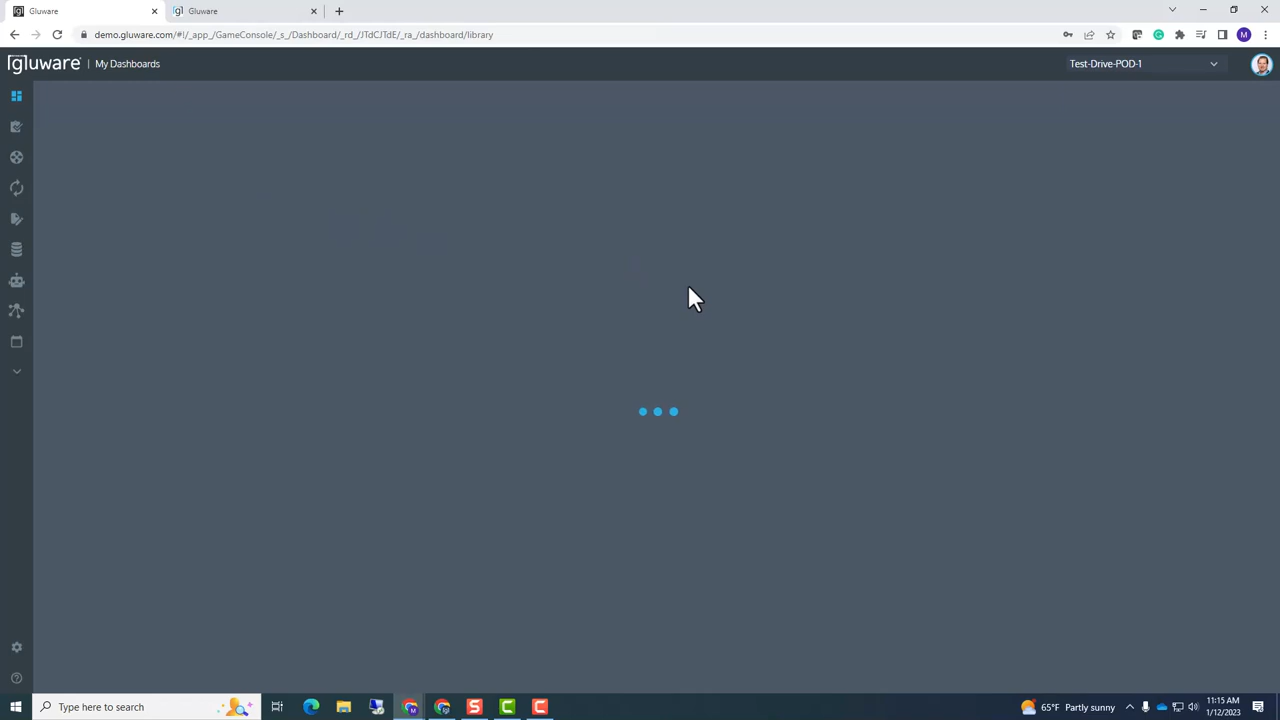 Gluware
Gluware
demo.gluware.com/#!/_app_/GameConsole/_s_/Dashboard/_rd_/JTdCJTdE/_ra_/dashboard/library
M
[gluware]
My Dashboards
Test-Drive-POD-1
Type here to search
65°F Partly sunny
11:15 AM
1/12/2023